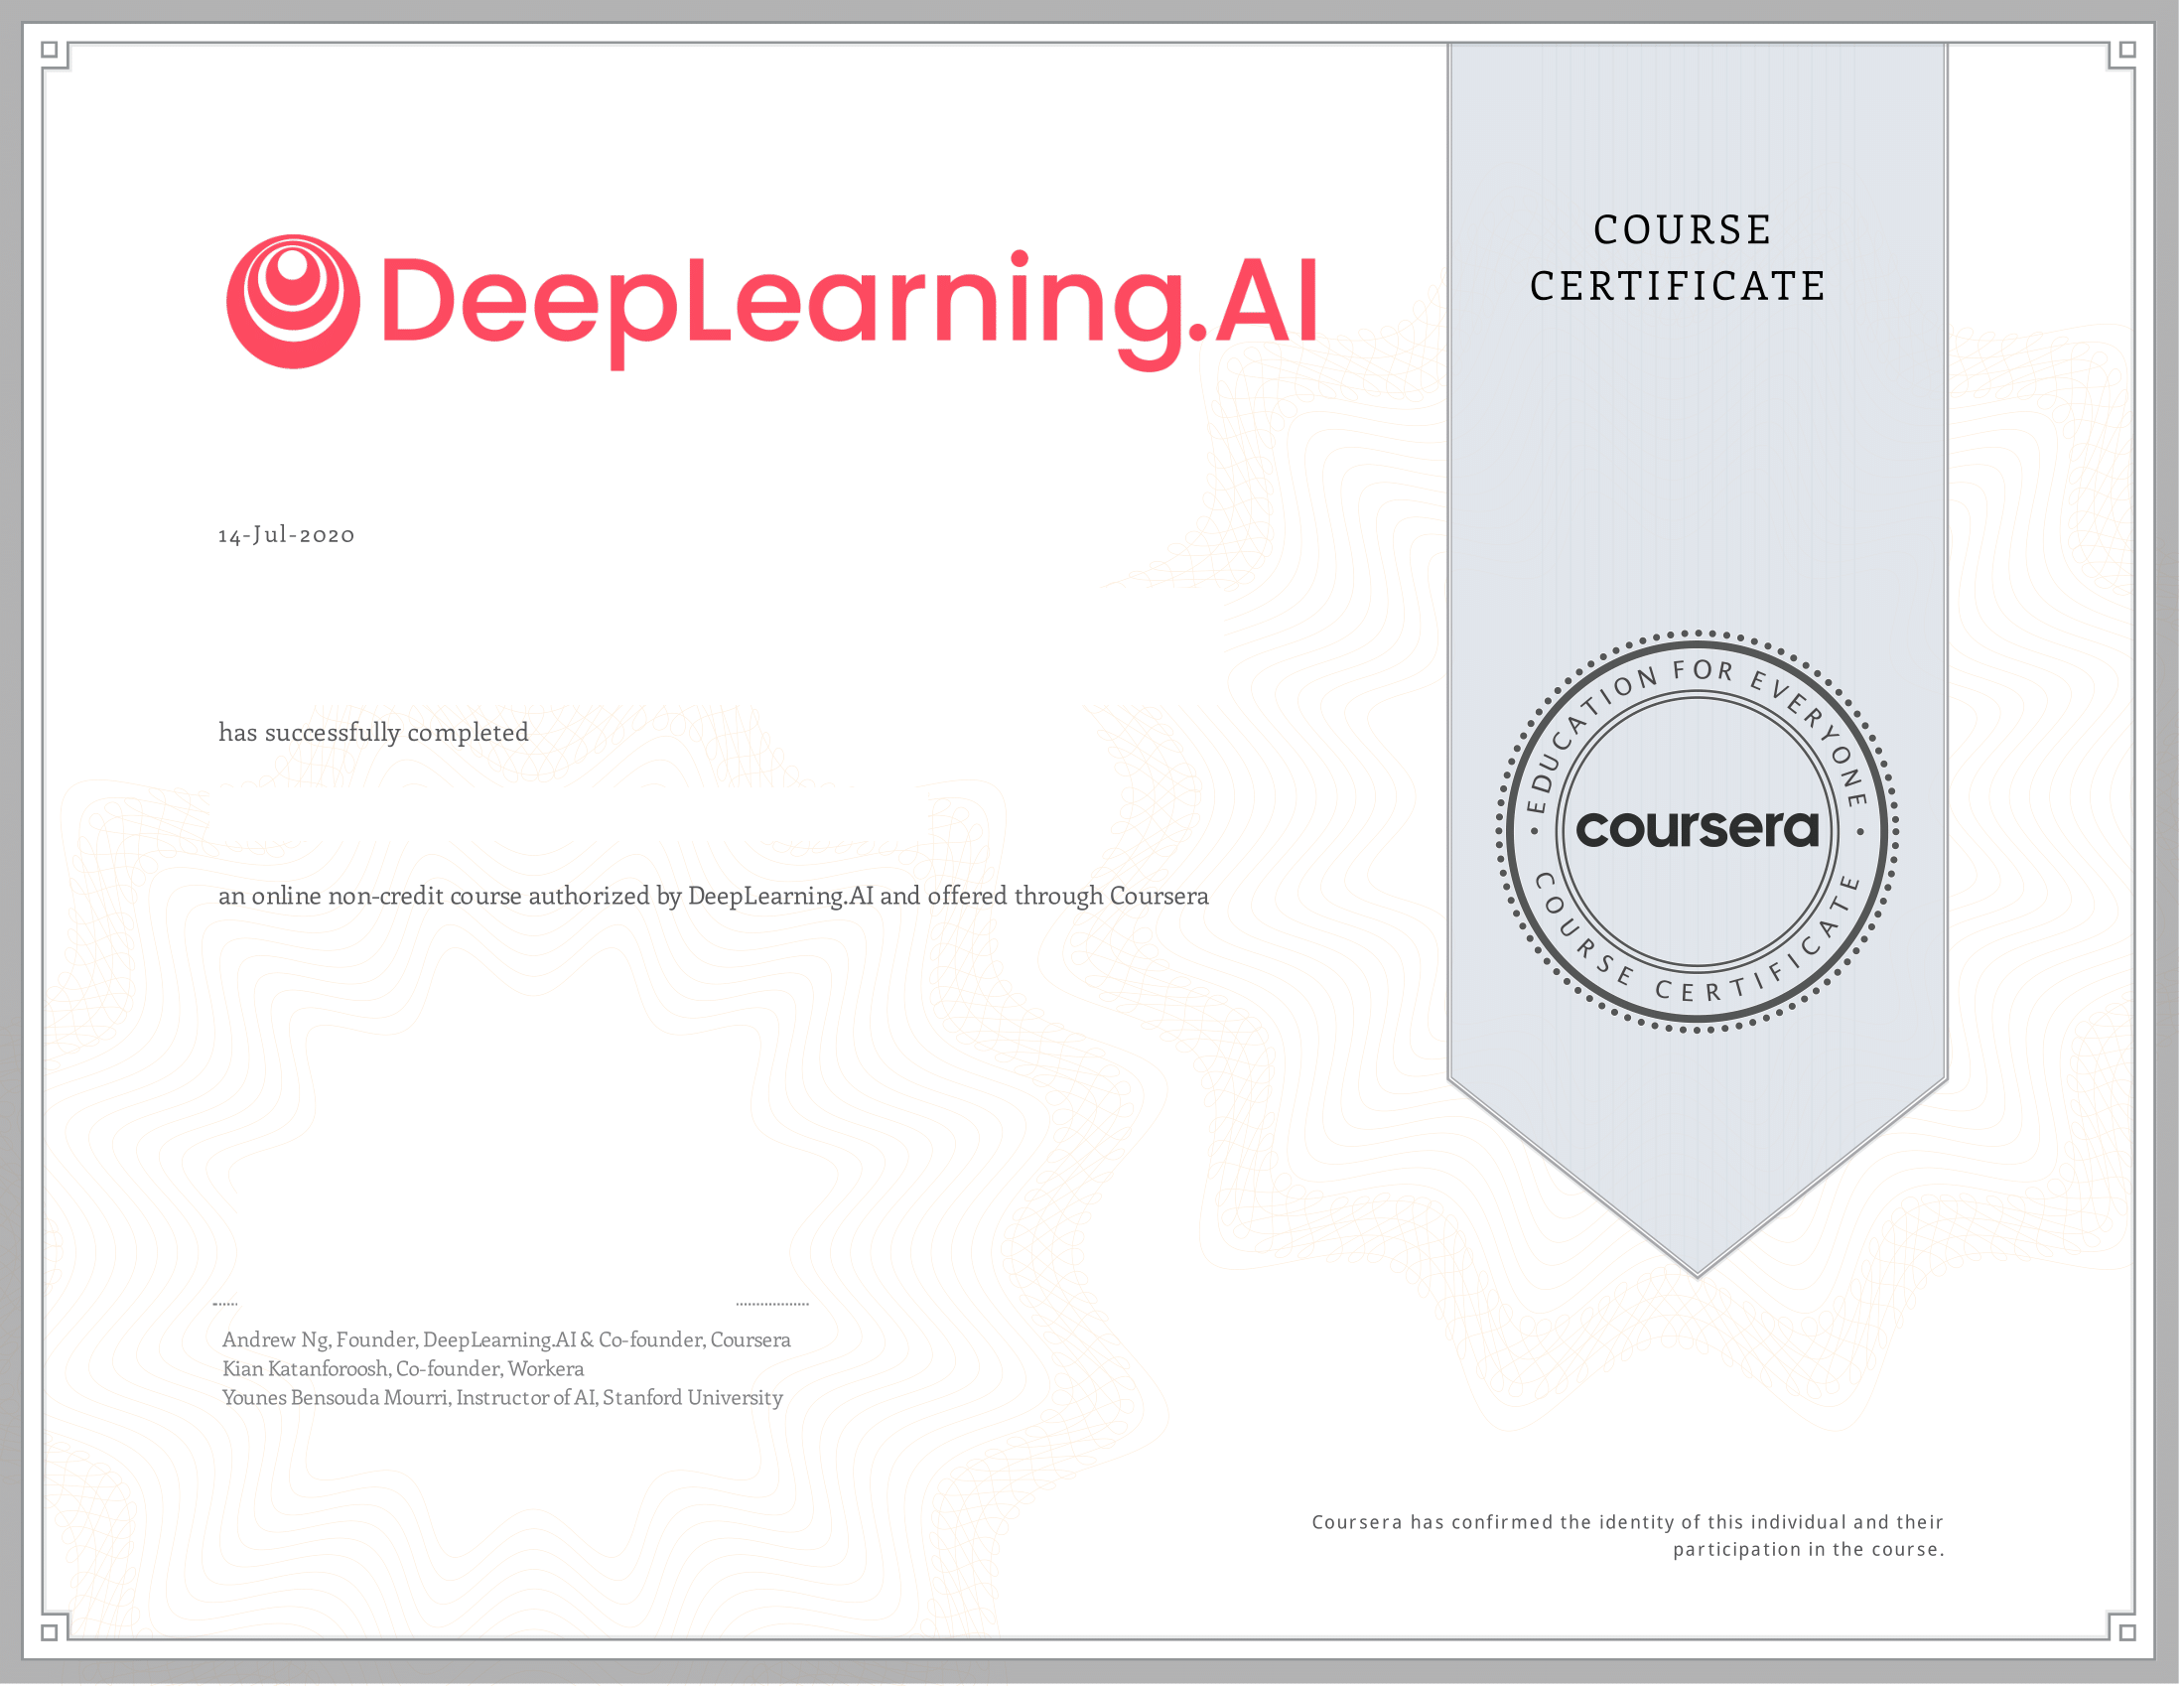 DeepLearning.AI
COURSE
CERTIFICATE
14-Jul-2020
has successfully completed
an online non-credit course authorized by DeepLearning.AI and offered through Coursera
EDUCATION FOR EVERYONE
coursera
COURSE CERTIFICATE
Andrew Ng, Founder, DeepLearning.AI & Co-founder, Coursera
Kian Katanforoosh, Co-founder, Workera
Younes Bensouda Mourri, Instructor of AI, Stanford University
Coursera has confirmed the identity of this individual and their
participation in the course.